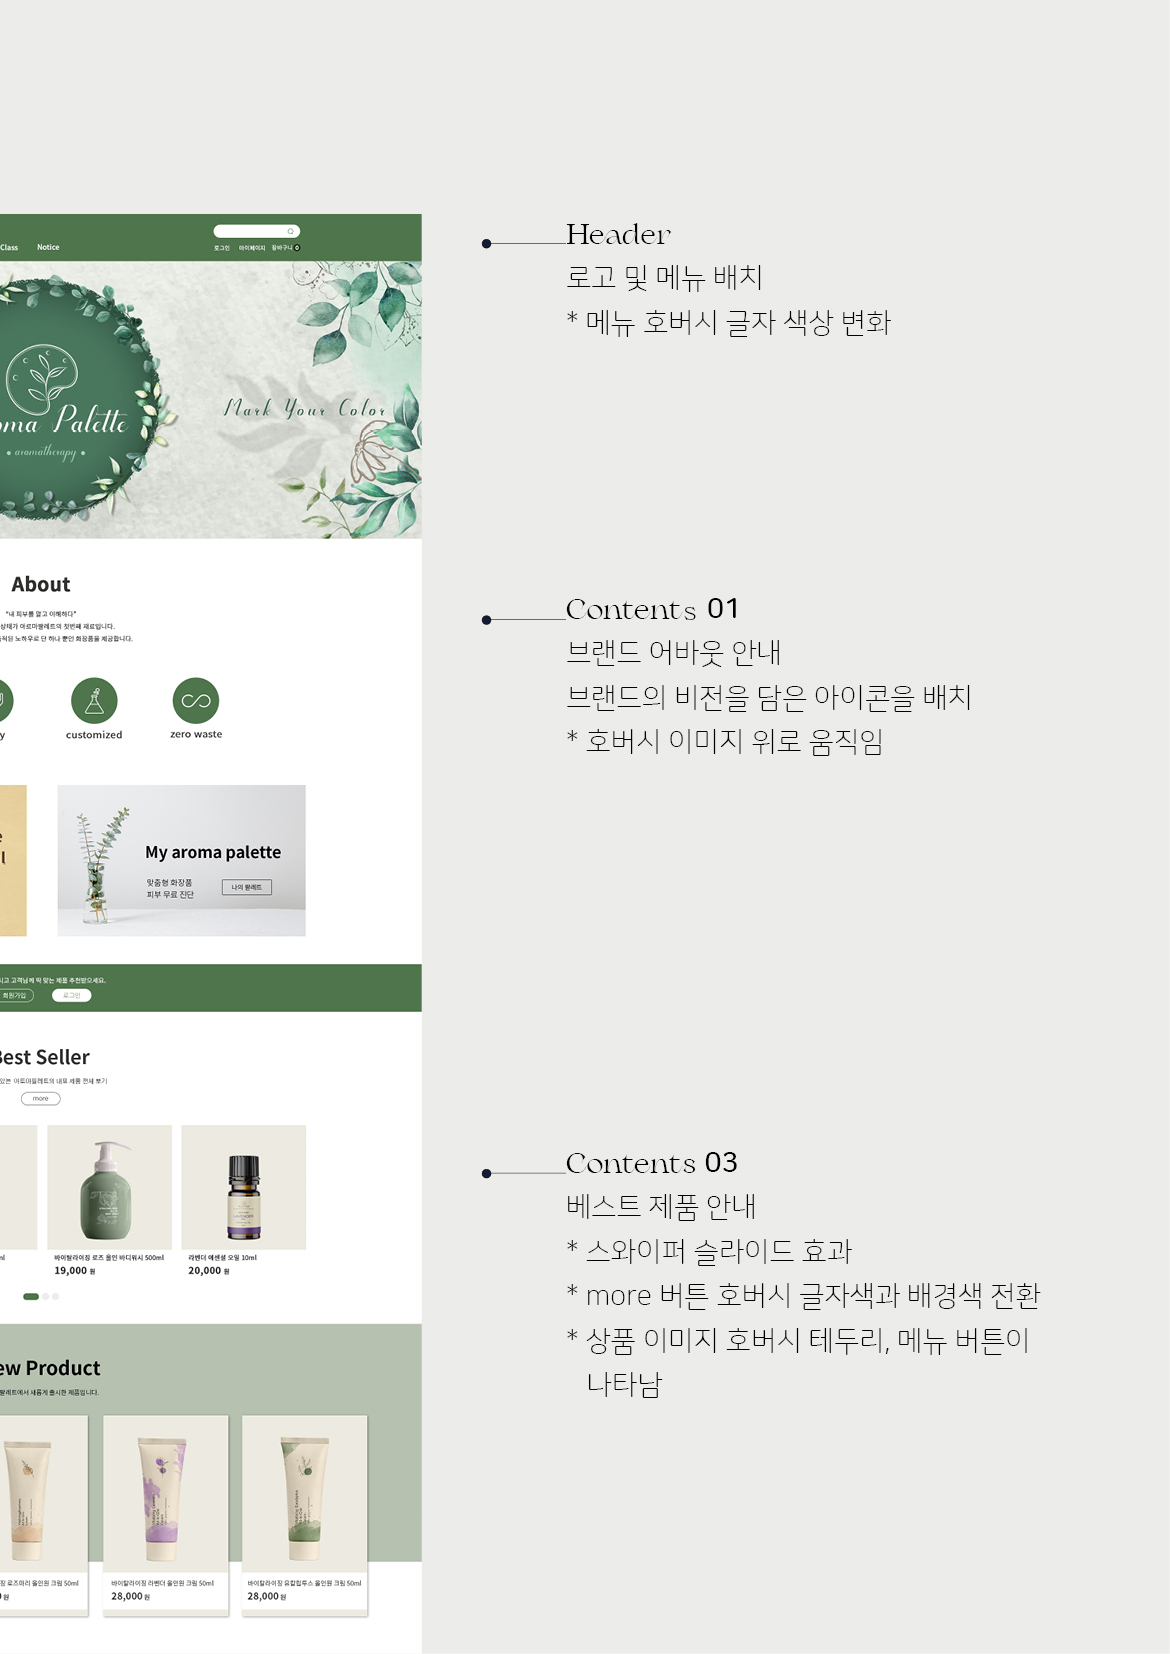 Class Notice
로그인 마이페이지 장바구니 0
Palette
• aromatherapy •
Mark Your Color
About
"내 피부를 알고 이해하다"
상태가 아로마팔레트의 첫번째 재료입니다.
노하우로 단 하나 뿐인 화장품을 제공합니다.
customized
zero waste
My aroma palette
맞춤형 화장품
피부 무료 진단
나의 팔레트
고객님께 딱 맞는 제품 추천받으세요.
회원가입
로그인
Best Seller
아로마팔레트의 대표 제품 전체 보기
more
바이탈라이징 로즈 올인 바디워시 500ml
19,000 원
라벤더 에센셜 오일 10ml
20,000 원
Product
새롭게 출시한 제품입니다.
로즈마리 올인원 크림 50ml
원
바이탈라이징 라벤더 올인원 크림 50ml
28,000 원
바이탈라이징 유칼립투스 올인원 크림 50ml
28,000 원
Header
로고 및 메뉴 배치
* 메뉴 호버시 글자 색상 변화
Contents 01
브랜드 어바웃 안내
브랜드의 비전을 담은 아이콘을 배치
* 호버시 이미지 위로 움직임
Contents 03
베스트 제품 안내
* 스와이퍼 슬라이드 효과
* more 버튼 호버시 글자색과 배경색 전환
* 상품 이미지 호버시 테두리, 메뉴 버튼이
나타남